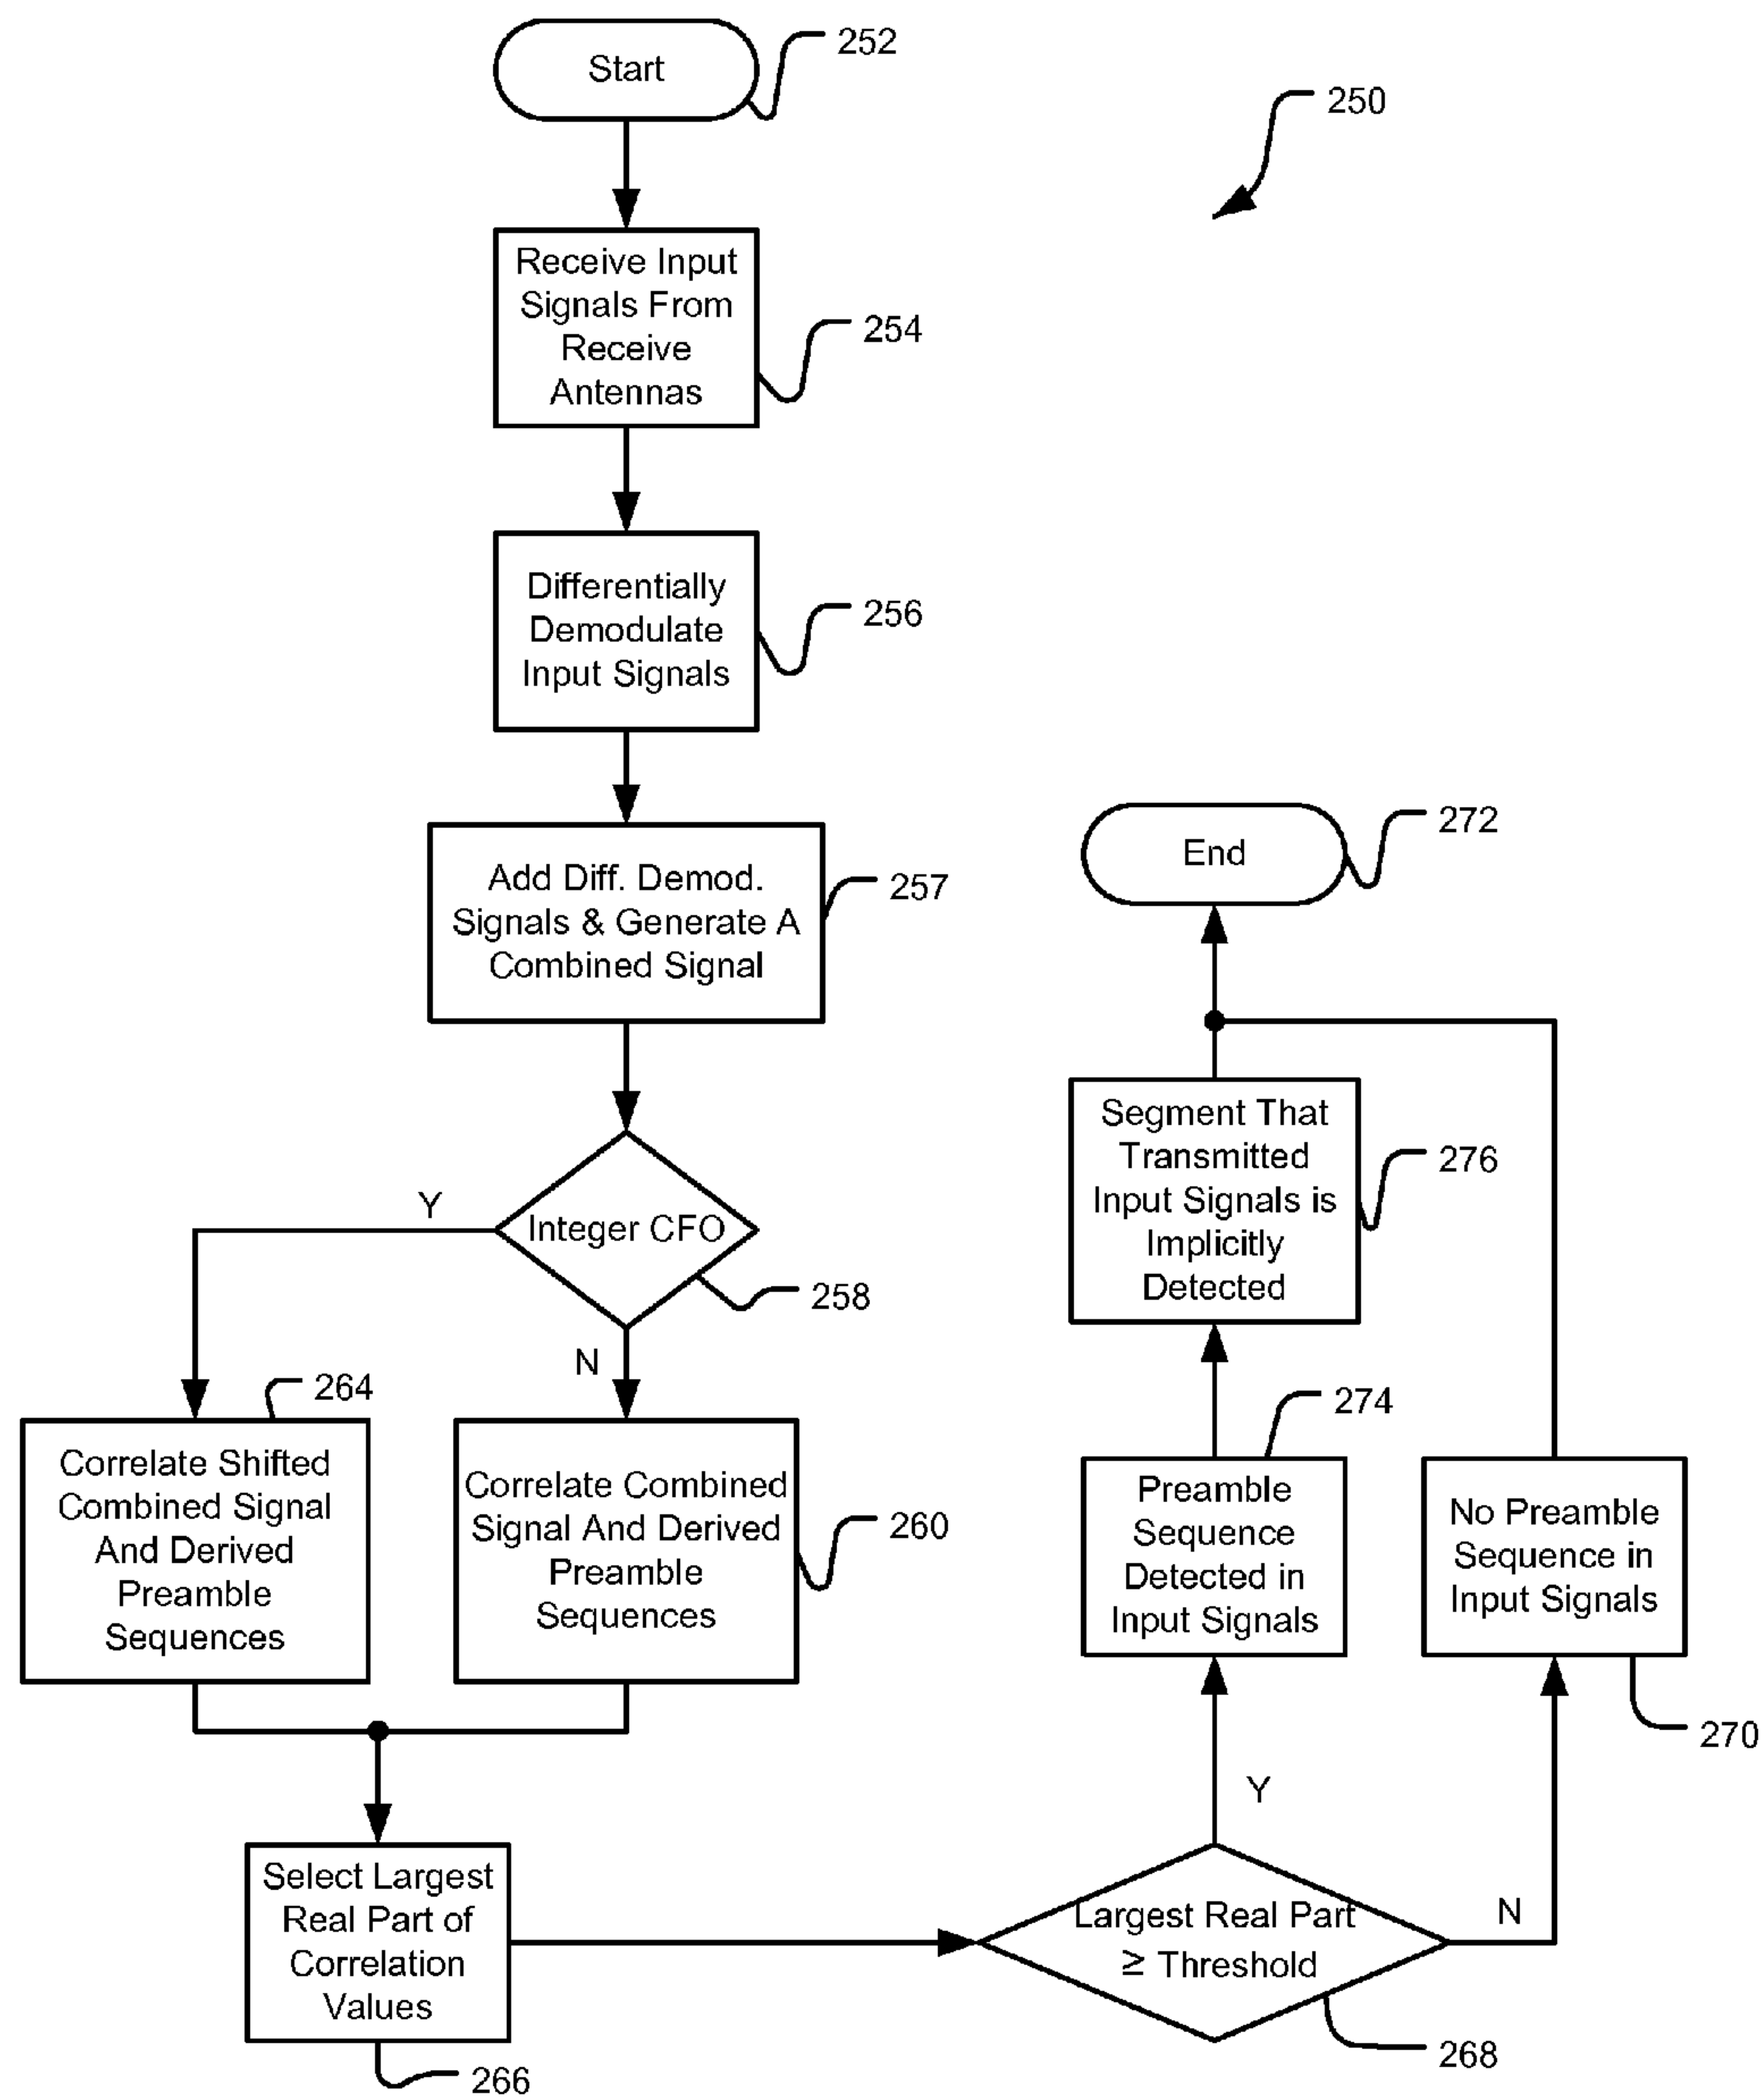 Start
252
250
Receive Input
Signals From
Receive
Antennas
254
Differentially
Demodulate
Input Signals
256
Add Diff. Demod.
Signals & Generate A
Combined Signal
257
Integer CFO
258
Y
N
264
Correlate Shifted
Combined Signal
And Derived
Preamble
Sequences
Correlate Combined
Signal And Derived
Preamble
Sequences
260
Select Largest
Real Part of
Correlation
Values
266
Largest Real Part
≥ Threshold
268
Y
N
274
Preamble
Sequence
Detected in
Input Signals
No Preamble
Sequence in
Input Signals
270
Segment That
Transmitted
Input Signals is
Implicitly
Detected
276
End
272